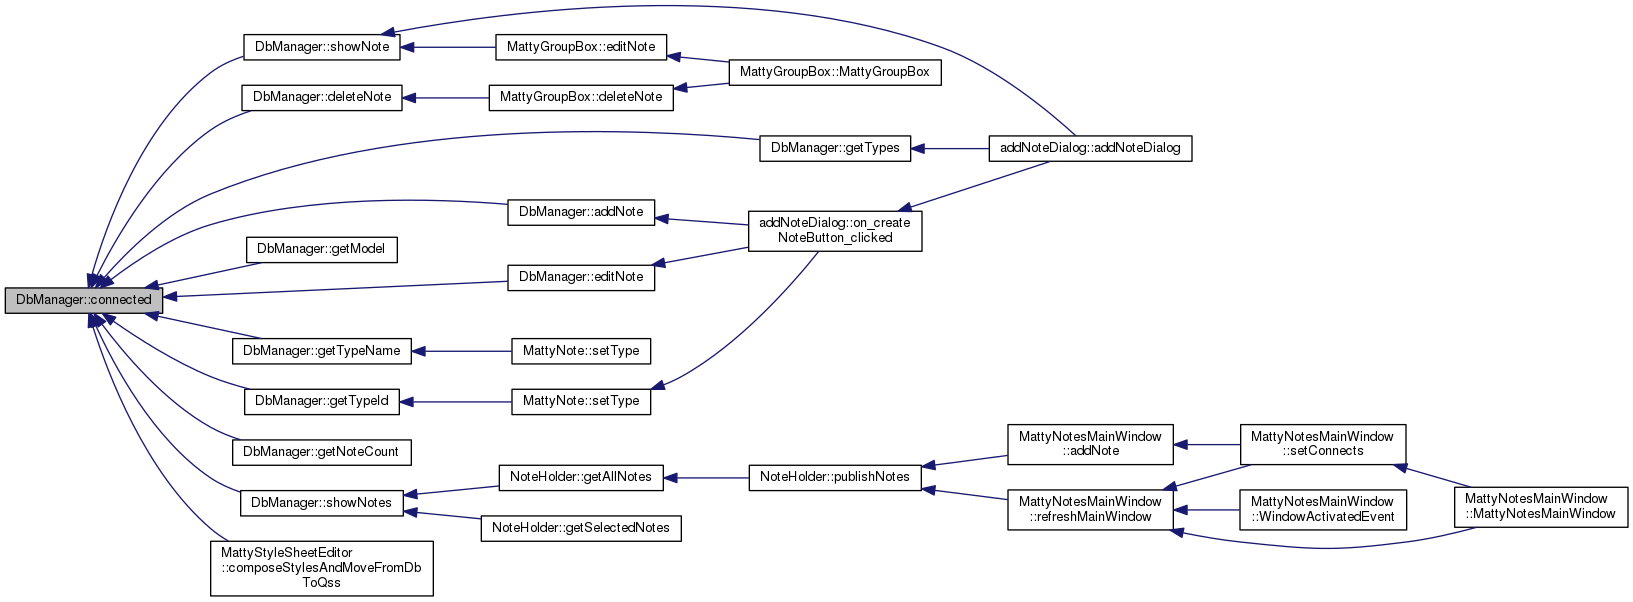 DbManager::showNote
MattyGroupBox::editNote
MattyGroupBox::MattyGroupBox
DbManager::deleteNote
MattyGroupBox::deleteNote
DbManager::getTypes
addNoteDialog::addNoteDialog
DbManager::addNote
addNoteDialog::on_create
NoteButton_clicked
DbManager::getModel
DbManager::editNote
DbManager::connected
DbManager::getTypeName
MattyNote::setType
DbManager::getTypeId
MattyNote::setType
DbManager::getNoteCount
MattyNotesMainWindow
::addNote
MattyNotesMainWindow
::setConnects
NoteHolder::getAllNotes
NoteHolder::publishNotes
DbManager::showNotes
MattyNotesMainWindow
::refreshMainWindow
MattyNotesMainWindow
::WindowActivatedEvent
MattyNotesMainWindow
::MattyNotesMainWindow
NoteHolder::getSelectedNotes
MattyStyleSheetEditor
::composeStylesAndMoveFromDb
ToQss